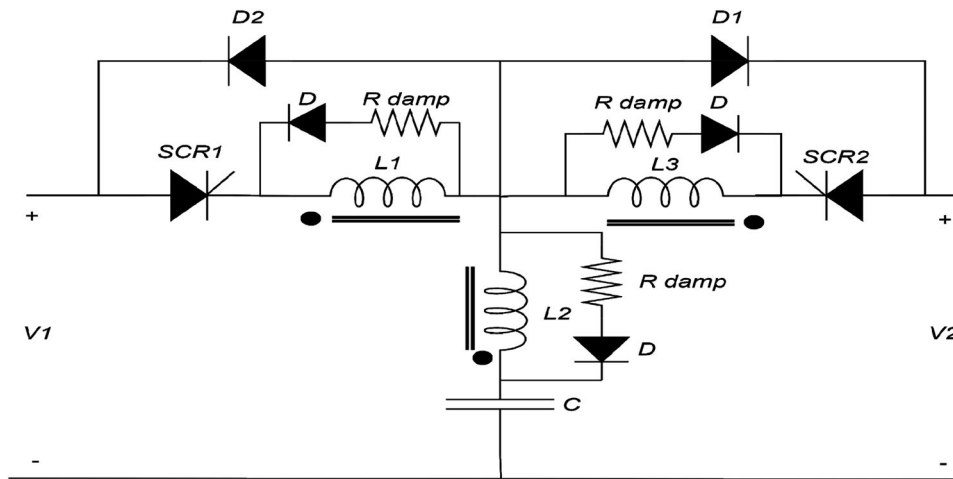 D2
D1
D
R damp
R damp
D
SCR1
L1
L3
SCR2
+
+
R damp
L2
V1
V2
D
C
-
-